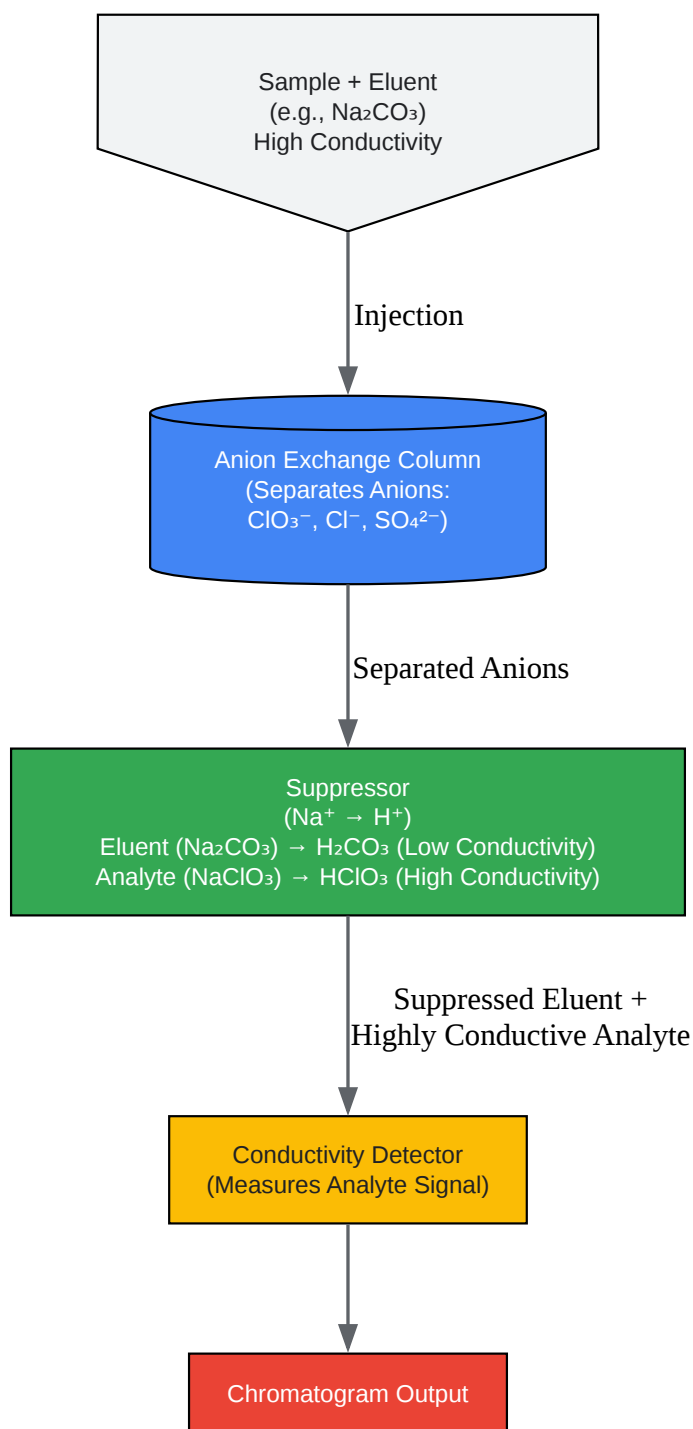 Sample + Eluent
(e.g., Na₂CO₃)
High Conductivity
Injection
Anion Exchange Column
(Separates Anions:
ClO₃⁻, Cl⁻, SO₄²⁻)
Separated Anions
Suppressor
(Na⁺ → H⁺)
Eluent (Na₂CO₃) → H₂CO₃ (Low Conductivity)
Analyte (NaClO₃) → HClO₃ (High Conductivity)
Suppressed Eluent +
Highly Conductive Analyte
Conductivity Detector
(Measures Analyte Signal)
Chromatogram Output